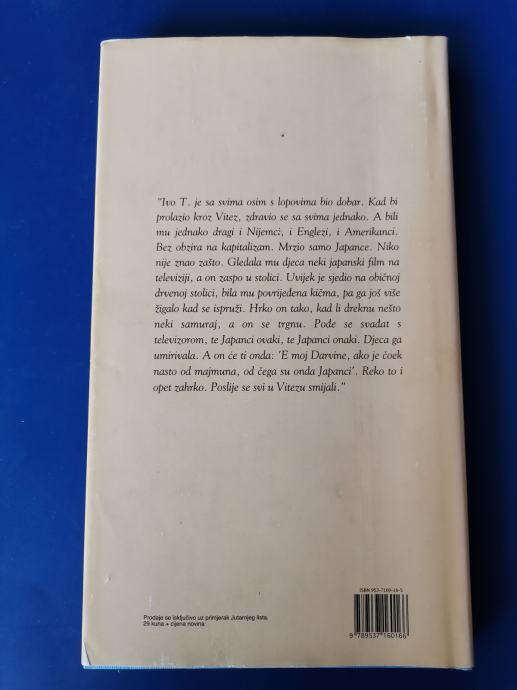 "Ivo T. je sa svima osim s lopovima bio dobar. Kad bi
prolazio kroz Vitez, zdravio se sa svima jednako. A bili
mu jednako dragi i Nijemci, i Englezi, i Amerikanci.
Bez obzira na kapitalizam. Mrzio samo Japance. Niko
nije znao zašto. Gledala mu djeca neki japanski film na
televiziji, a on zaspo u stolici. Uvijek je sjedio na običnoj
drvenoj stolici, bila mu povrijeđena kičma, pa ga još više
žigalo kad se ispruži. Hrko on tako, kad li dreknu nešto
neki samuraj, a on se trgnu. Pođe se svađat s
televizorom, te Japanci ovaki, te Japanci onaki. Djeca ga
umirivala. A on će ti onda: 'E moj Darvine, ako je čoek
nasto od majmuna, od čega su onda Japanci'. Reko to i
opet zahrko. Poslije se svi u Vitezu smijali."
ISBN 953-7160-16-5
Prodaje se isključivo uz primjerak Jutarnjeg lista.
29 kuna + cijena novina
9 789537 160166